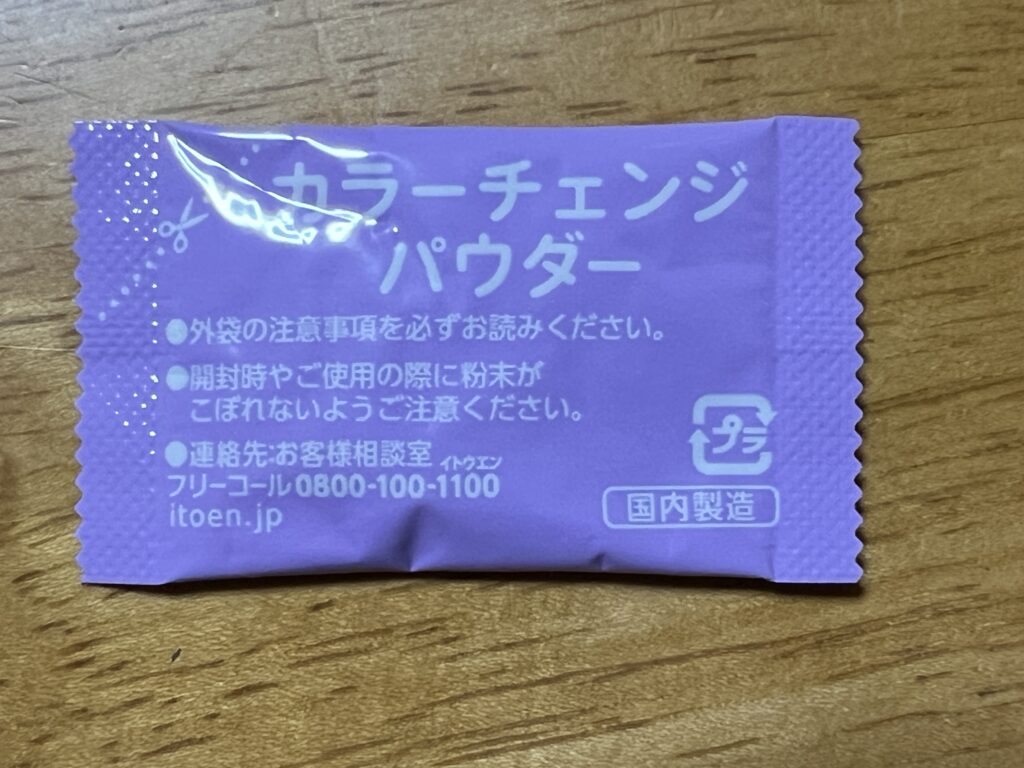 カラーチェンジ
パウダー
●外袋の注意事項を必ずお読みください。
●開封時やご使用の際に粉末が
こぼれないようご注意ください。
●連絡先:お客様相談室
イトウエン
フリーコール0800-100-1100
itoen.jp
プラ
国内製造